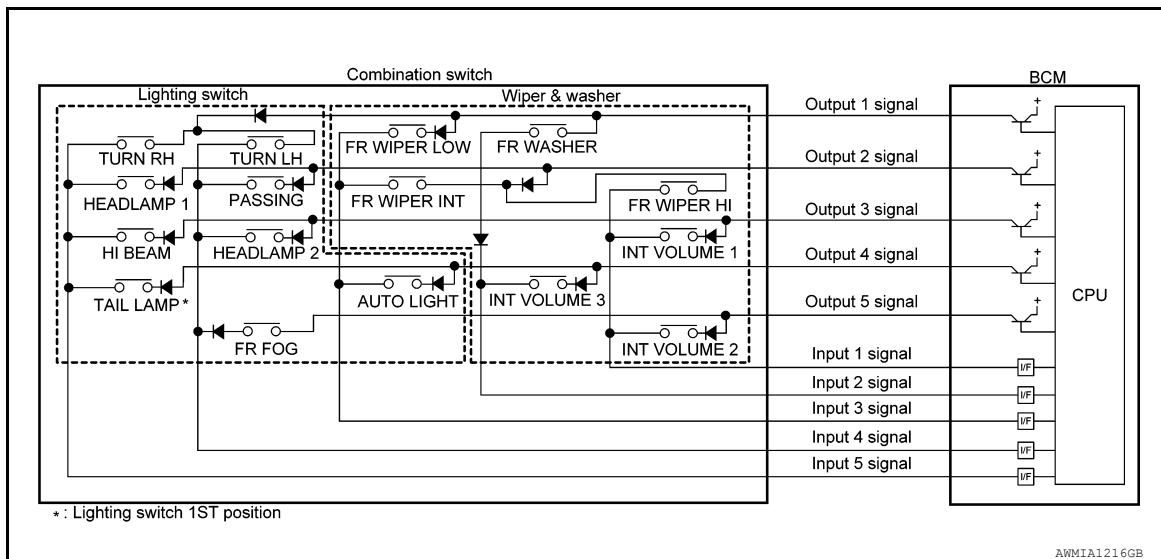 Combination switch
BCM
Lighting switch
Wiper & washer
Output 1 signal
+
TURN RH
TURN LH
FR WIPER LOW
FR WASHER
Output 2 signal
+
HEADLAMP 1
PASSING
FR WIPER INT
FR WIPER HI
Output 3 signal
+
HI BEAM
HEADLAMP 2
INT VOLUME 1
Output 4 signal
+
TAIL LAMP *
AUTO LIGHT
INT VOLUME 3
CPU
Output 5 signal
+
FR FOG
INT VOLUME 2
Input 1 signal
I/F
Input 2 signal
I/F
Input 3 signal
I/F
Input 4 signal
I/F
Input 5 signal
I/F
* : Lighting switch 1ST position
AWMIA1216GB